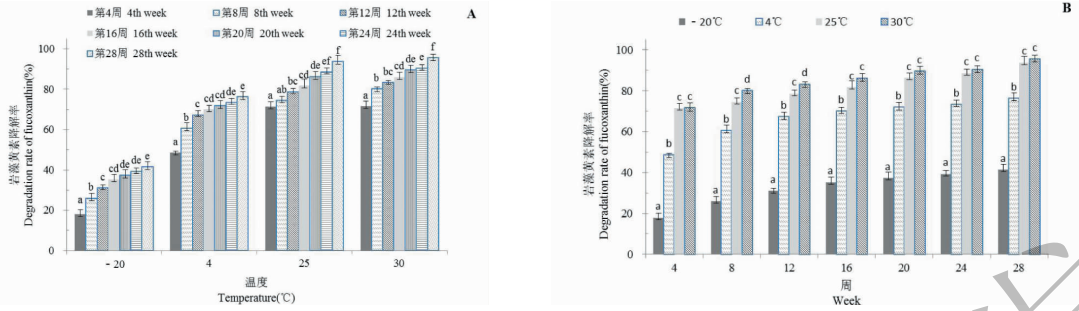 A
第4周 4th week
第8周 8th week
第12周 12th week
第16周 16th week
第20周 20th week
第24周 24th week
第28周 28th week
岩藻黄素降解率
Degradation rate of fucoxanthin(%)
100
80
60
40
20
0
a b c cd de de e
a b c cd cd de e
a ab bc cd de ef f
a b bc cd de e f
- 20
4
25
30
温度
Temperature(℃)
B
- 20℃
4℃
25℃
30℃
岩藻黄素降解率
Degradation rate of fucoxanthin(%)
100
80
60
40
20
0
a b c c
a b c d
a b c d
a b c c
a b c c
a b c c
a b c c
4
8
12
16
20
24
28
周
Week